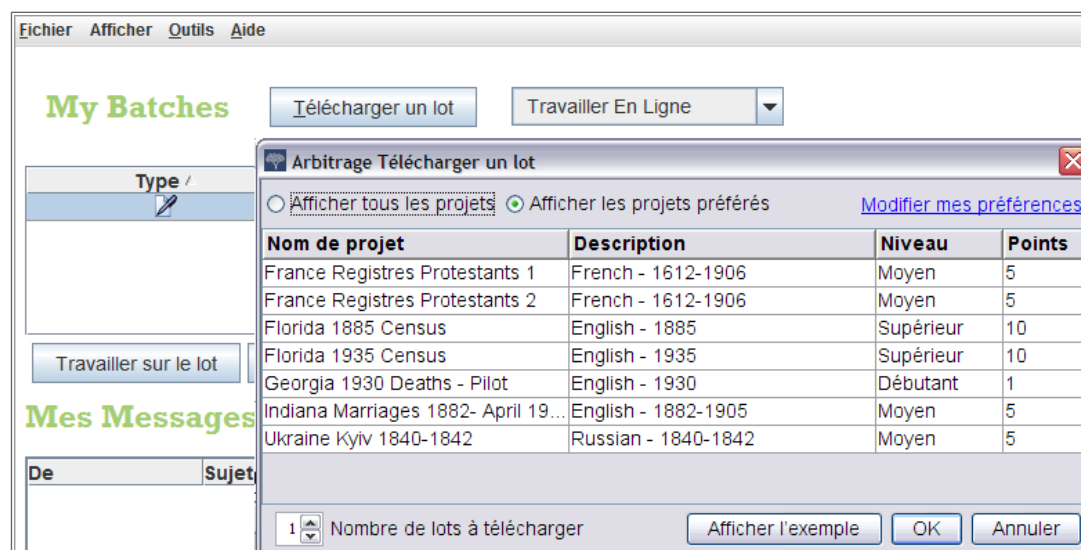 Fichier Afficher Outils Aide
My Batches Télécharger un lot Travailler En Ligne
Type
Arbitrage Télécharger un lot
Afficher tous les projets Afficher les projets préférés Modifier mes préférences
Nom de projet Description Niveau Points
France Registres Protestants 1 French - 1612-1906 Moyen 5
France Registres Protestants 2 French - 1612-1906 Moyen 5
Florida 1885 Census English - 1885 Supérieur 10
Florida 1935 Census English - 1935 Supérieur 10
Georgia 1930 Deaths - Pilot English - 1930 Débutant 1
Indiana Marriages 1882- April 19... English - 1882-1905 Moyen 5
Ukraine Kyiv 1840-1842 Russian - 1840-1842 Moyen 5
Travailler sur le lot
Mes Messages
De Sujet
1 Nombre de lots à télécharger Afficher l'exemple OK Annuler